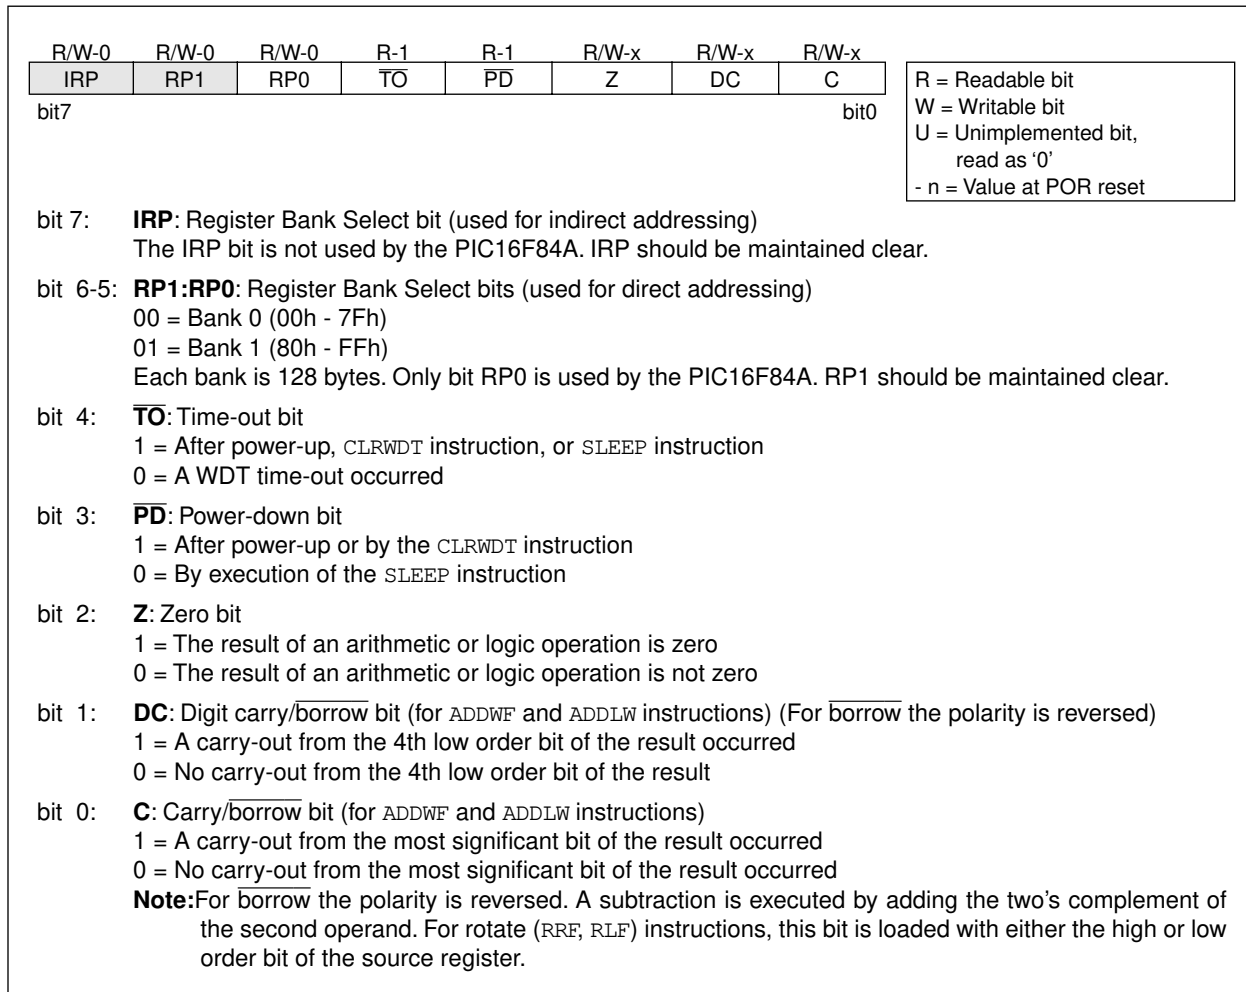 R/W-0 R/W-0 R/W-0 R-1 R-1 R/W-x R/W-x R/W-x
IRP RP1 RP0 T̅O̅ P̅D̅ Z DC C
bit7 bit0
R = Readable bit
W = Writable bit
U = Unimplemented bit,
read as ‘0’
- n = Value at POR reset
bit 7: IRP: Register Bank Select bit (used for indirect addressing)
The IRP bit is not used by the PIC16F84A. IRP should be maintained clear.
bit 6-5: RP1:RP0: Register Bank Select bits (used for direct addressing)
00 = Bank 0 (00h - 7Fh)
01 = Bank 1 (80h - FFh)
Each bank is 128 bytes. Only bit RP0 is used by the PIC16F84A. RP1 should be maintained clear.
bit 4: T̅O̅: Time-out bit
1 = After power-up, CLRWDT instruction, or SLEEP instruction
0 = A WDT time-out occurred
bit 3: P̅D̅: Power-down bit
1 = After power-up or by the CLRWDT instruction
0 = By execution of the SLEEP instruction
bit 2: Z: Zero bit
1 = The result of an arithmetic or logic operation is zero
0 = The result of an arithmetic or logic operation is not zero
bit 1: DC: Digit carry/b̅o̅r̅r̅o̅w̅ bit (for ADDWF and ADDLW instructions) (For b̅o̅r̅r̅o̅w̅ the polarity is reversed)
1 = A carry-out from the 4th low order bit of the result occurred
0 = No carry-out from the 4th low order bit of the result
bit 0: C: Carry/b̅o̅r̅r̅o̅w̅ bit (for ADDWF and ADDLW instructions)
1 = A carry-out from the most significant bit of the result occurred
0 = No carry-out from the most significant bit of the result occurred
Note:For b̅o̅r̅r̅o̅w̅ the polarity is reversed. A subtraction is executed by adding the two’s complement of
the second operand. For rotate (RRF, RLF) instructions, this bit is loaded with either the high or low
order bit of the source register.